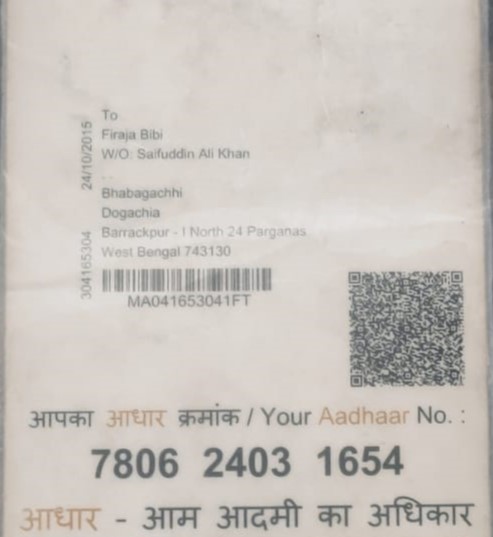 To
Firaja Bibi
W/O: Saifuddin Ali Khan
. .
Bhabagachhi
Dogachia
Barrackpur - I North 24 Parganas
West Bengal 743130
24/10/2015
304165304
MA041653041FT
आपका आधार क्रमांक / Your Aadhaar No. :
7806 2403 1654
आधार - आम आदमी का अधिकार